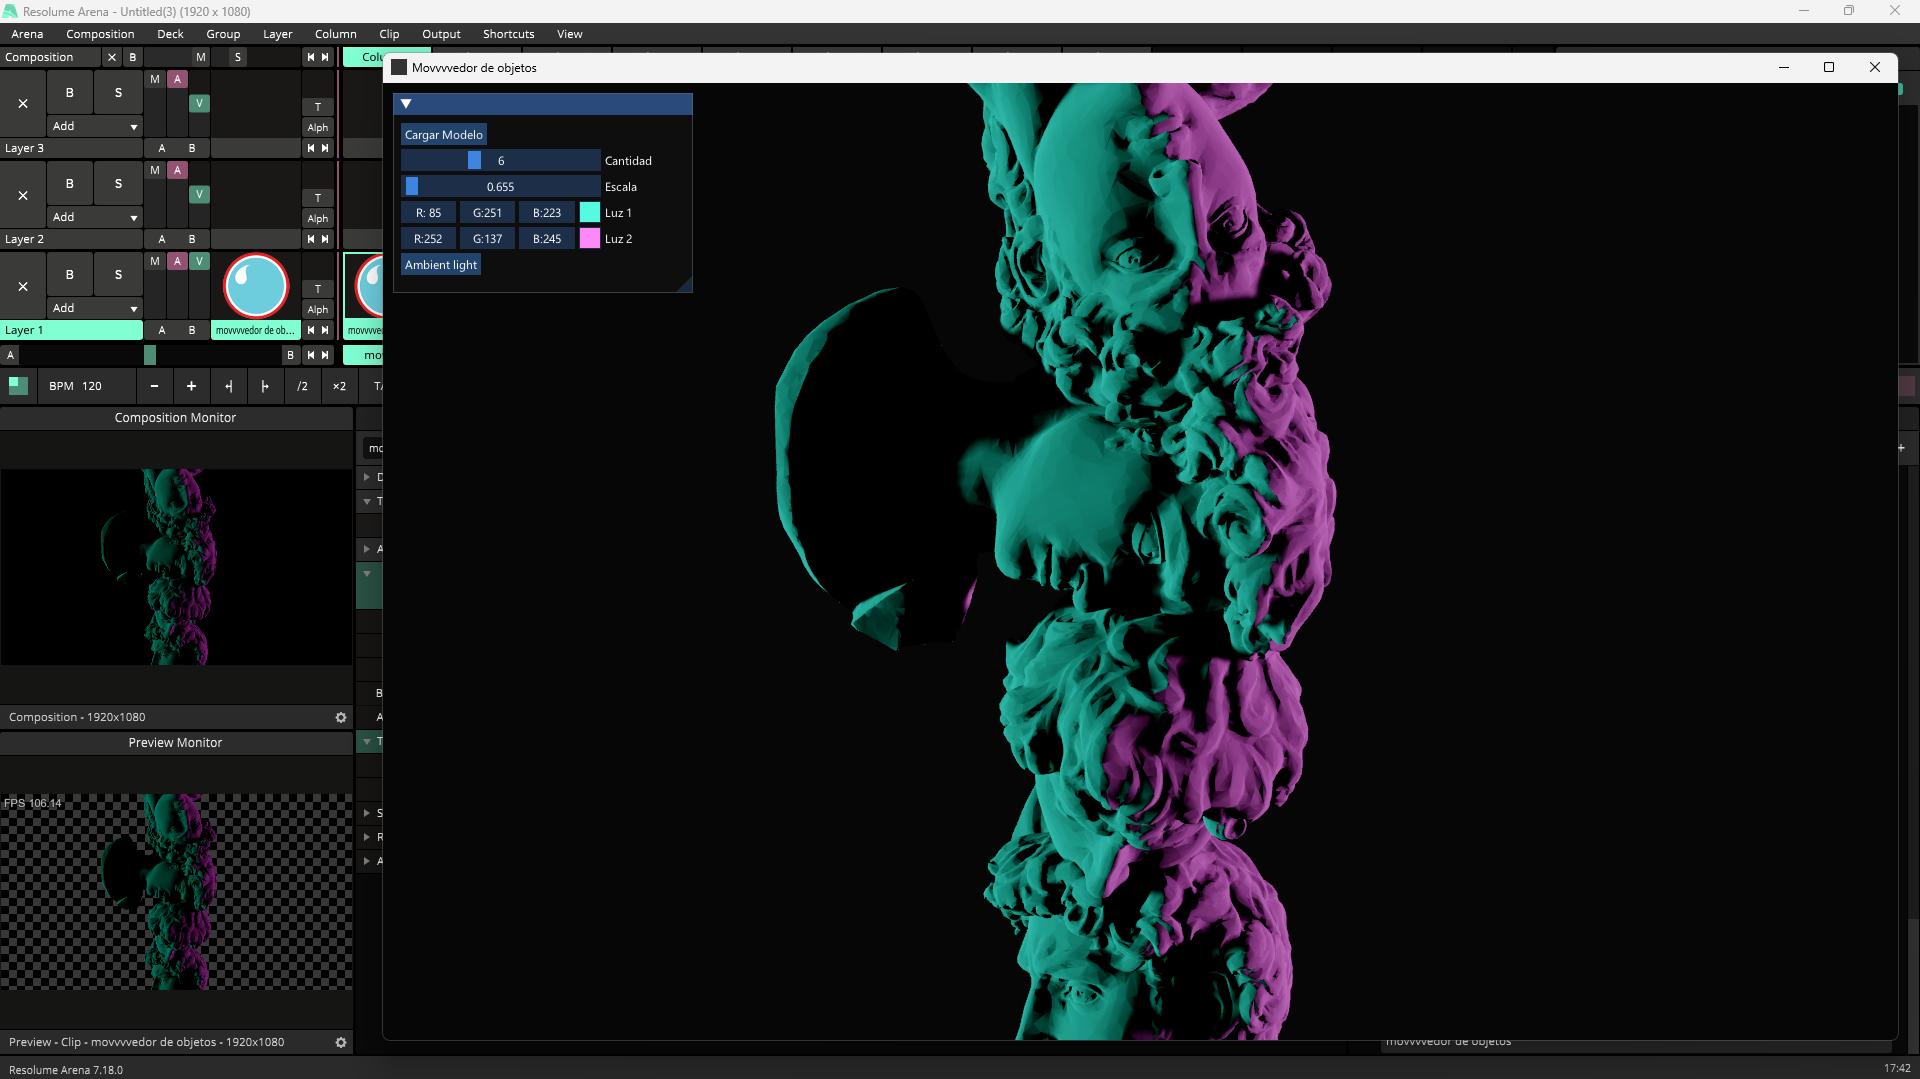 Resolume Arena - Untitled(3) (1920 x 1080)
Arena Composition Deck Group Layer Column Clip Output Shortcuts View
Composition B M S
Movvvvedor de objetos
B S M A V T
Add Alph
Layer 3 A B
B S M A V T
Add Alph
Layer 2 A B
B S M A V T
Add Alph
Layer 1 A B movvvvedor de ob...
A B
BPM 120 - + /2 ×2
Composition Monitor
Composition - 1920x1080
Preview Monitor
FPS 106.14
Preview - Clip - movvvvedor de objetos - 1920x1080
Resolume Arena 7.18.0
Cargar Modelo
6 Cantidad
0.655 Escala
R: 85 G:251 B:223 Luz 1
R:252 G:137 B:245 Luz 2
Ambient light
movvvvedor de objetos
17:42